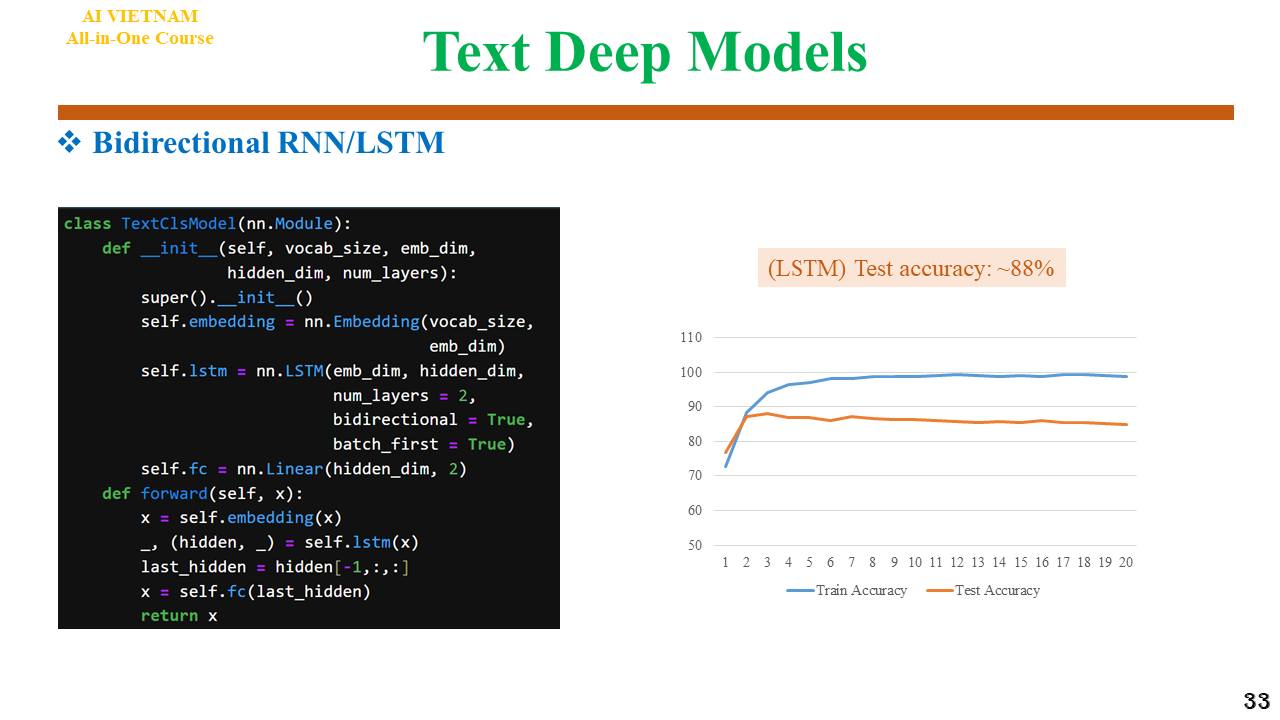 AI VIETNAM
All-in-One Course
Text Deep Models
❖ Bidirectional RNN/LSTM
class TextClsModel(nn.Module):
    def __init__(self, vocab_size, emb_dim,
                 hidden_dim, num_layers):
        super().__init__()
        self.embedding = nn.Embedding(vocab_size,
                                      emb_dim)
        self.lstm = nn.LSTM(emb_dim, hidden_dim,
                            num_layers = 2,
                            bidirectional = True,
                            batch_first = True)
        self.fc = nn.Linear(hidden_dim, 2)
    def forward(self, x):
        x = self.embedding(x)
        _, (hidden, _) = self.lstm(x)
        last_hidden = hidden[-1,:,:]
        x = self.fc(last_hidden)
        return x
(LSTM) Test accuracy: ~88%
110
100
90
80
70
60
50
1 2 3 4 5 6 7 8 9 10 11 12 13 14 15 16 17 18 19 20
Train Accuracy Test Accuracy
33